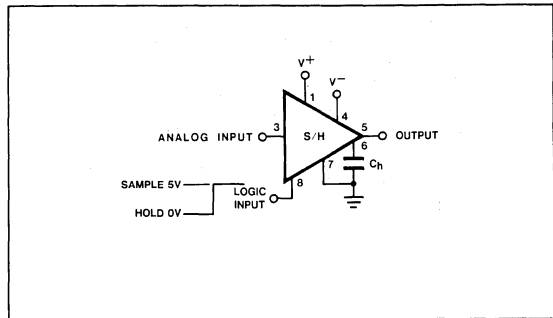 V+
V−
1
4
ANALOG INPUT
3
S/H
5
OUTPUT
6
Ch
7
8
SAMPLE 5V
LOGIC
INPUT
HOLD 0V